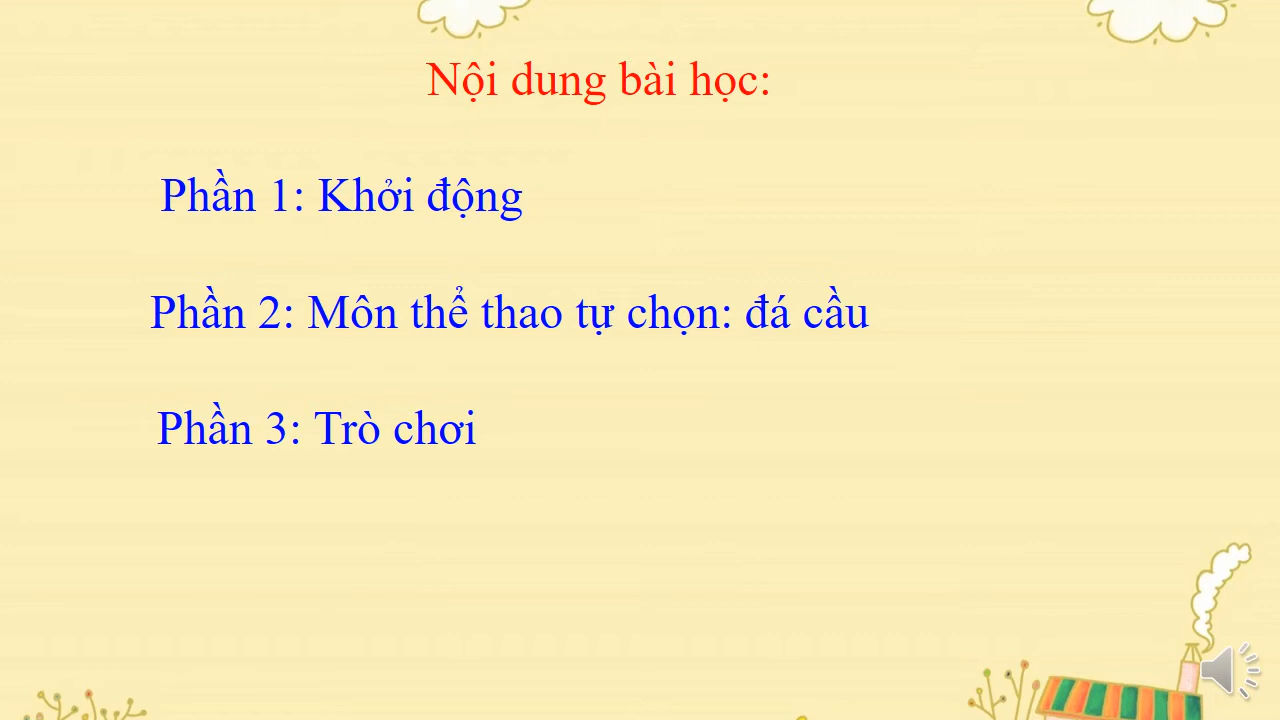 Nội dung bài học:
Phần 1: Khởi động
Phần 2: Môn thể thao tự chọn: đá cầu
Phần 3: Trò chơi